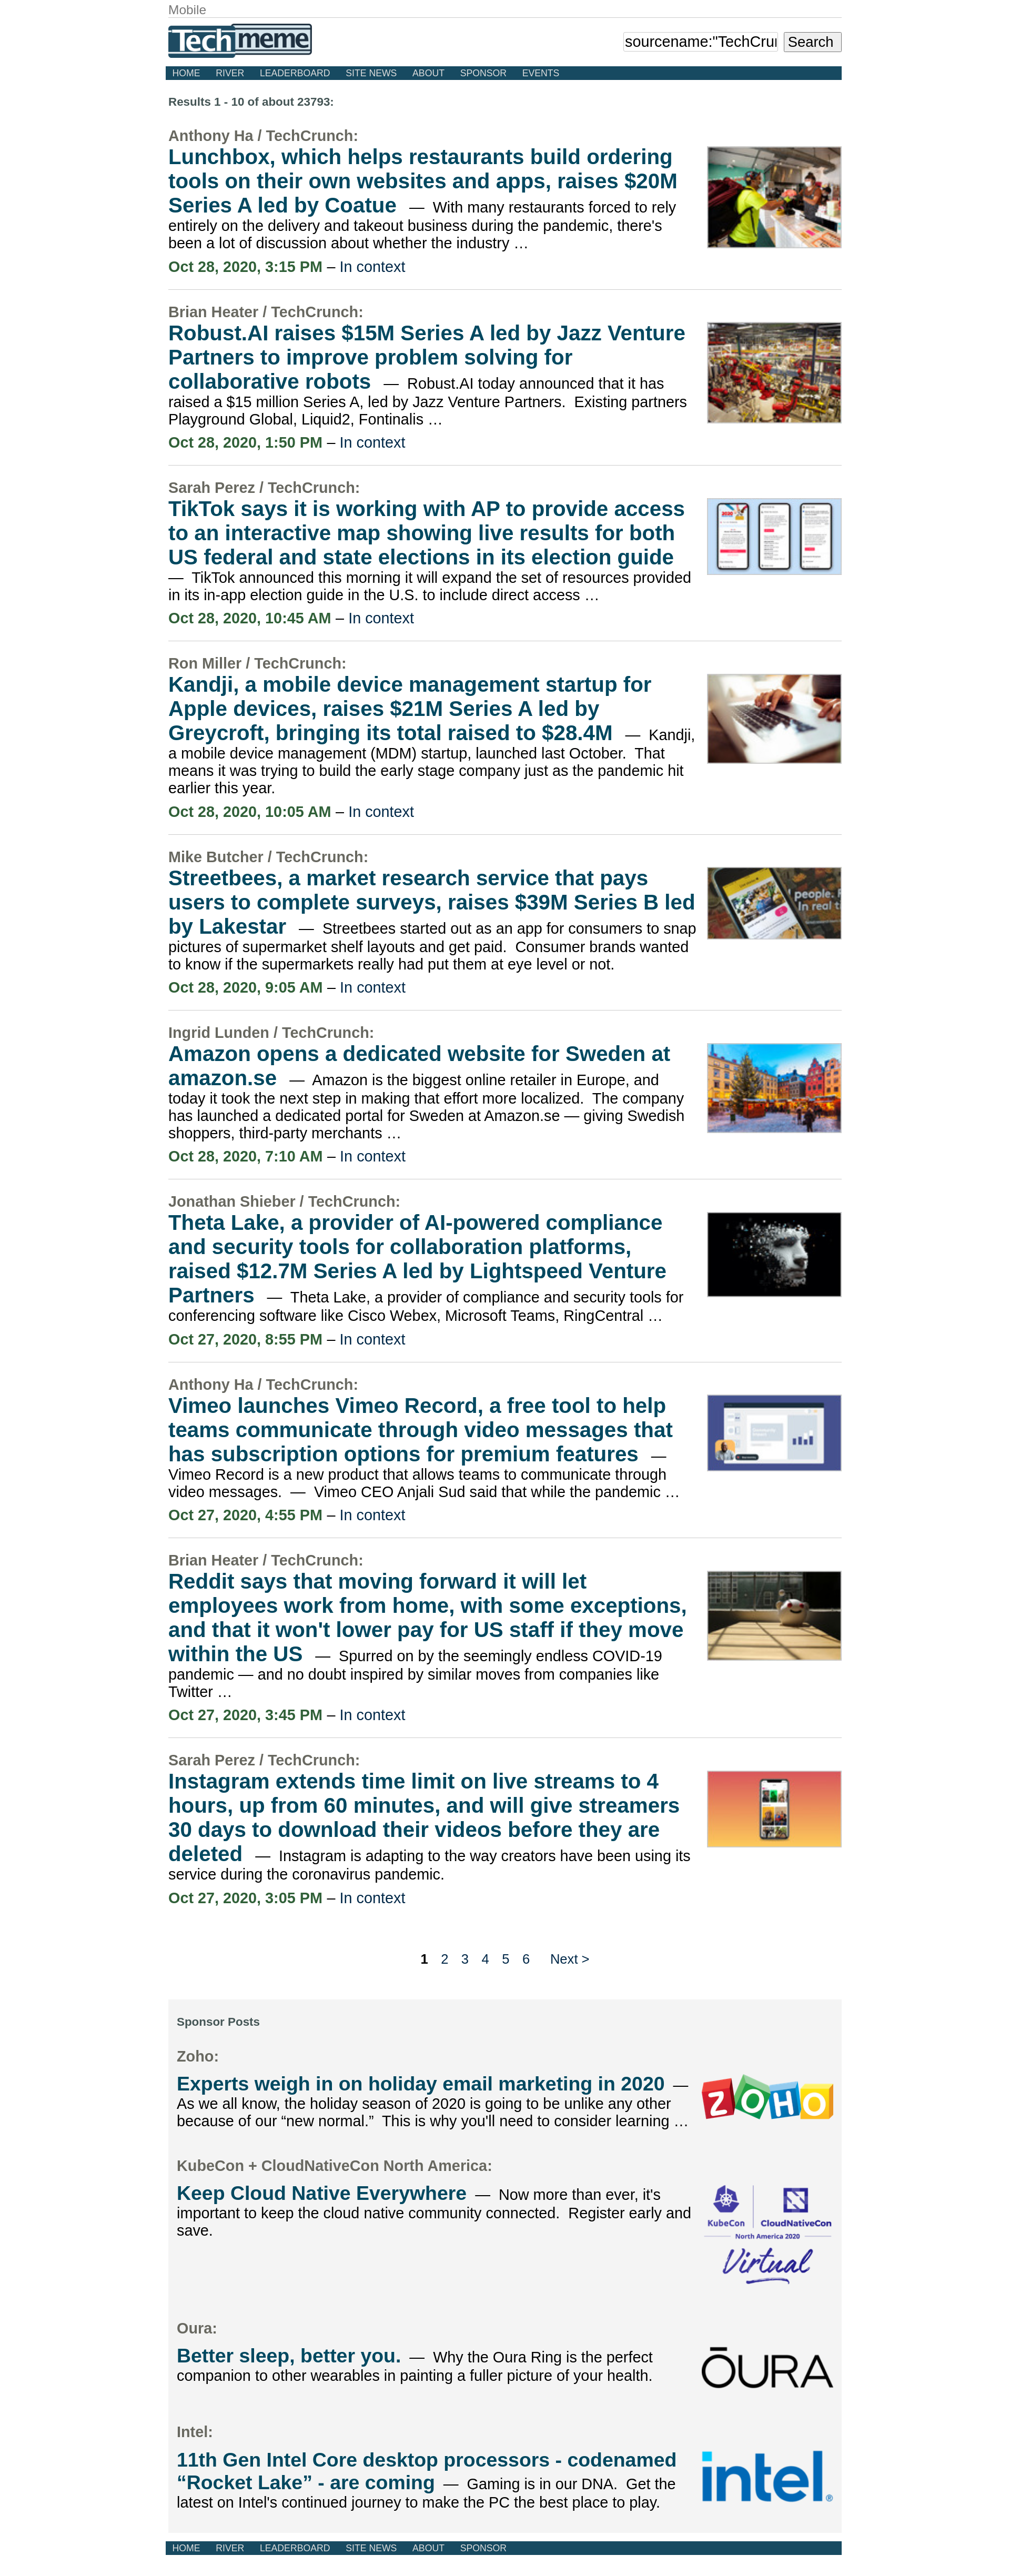 Mobile
Techmeme
sourcename:"TechCru
Search
HOME RIVER LEADERBOARD SITE NEWS ABOUT SPONSOR EVENTS
Results 1 - 10 of about 23793:
Anthony Ha / TechCrunch:
Lunchbox, which helps restaurants build ordering
tools on their own websites and apps, raises $20M
Series A led by Coatue — With many restaurants forced to rely
entirely on the delivery and takeout business during the pandemic, there's
been a lot of discussion about whether the industry …
Oct 28, 2020, 3:15 PM – In context
Brian Heater / TechCrunch:
Robust.AI raises $15M Series A led by Jazz Venture
Partners to improve problem solving for
collaborative robots — Robust.AI today announced that it has
raised a $15 million Series A, led by Jazz Venture Partners. Existing partners
Playground Global, Liquid2, Fontinalis …
Oct 28, 2020, 1:50 PM – In context
Sarah Perez / TechCrunch:
TikTok says it is working with AP to provide access
to an interactive map showing live results for both
US federal and state elections in its election guide
— TikTok announced this morning it will expand the set of resources provided
in its in-app election guide in the U.S. to include direct access …
Oct 28, 2020, 10:45 AM – In context
Ron Miller / TechCrunch:
Kandji, a mobile device management startup for
Apple devices, raises $21M Series A led by
Greycroft, bringing its total raised to $28.4M — Kandji,
a mobile device management (MDM) startup, launched last October. That
means it was trying to build the early stage company just as the pandemic hit
earlier this year.
Oct 28, 2020, 10:05 AM – In context
Mike Butcher / TechCrunch:
Streetbees, a market research service that pays
users to complete surveys, raises $39M Series B led
by Lakestar — Streetbees started out as an app for consumers to snap
pictures of supermarket shelf layouts and get paid. Consumer brands wanted
to know if the supermarkets really had put them at eye level or not.
people.
In real
Oct 28, 2020, 9:05 AM – In context
Ingrid Lunden / TechCrunch:
Amazon opens a dedicated website for Sweden at
amazon.se — Amazon is the biggest online retailer in Europe, and
today it took the next step in making that effort more localized. The company
has launched a dedicated portal for Sweden at Amazon.se — giving Swedish
shoppers, third-party merchants …
Oct 28, 2020, 7:10 AM – In context
Jonathan Shieber / TechCrunch:
Theta Lake, a provider of AI-powered compliance
and security tools for collaboration platforms,
raised $12.7M Series A led by Lightspeed Venture
Partners — Theta Lake, a provider of compliance and security tools for
conferencing software like Cisco Webex, Microsoft Teams, RingCentral …
Oct 27, 2020, 8:55 PM – In context
Anthony Ha / TechCrunch:
Vimeo launches Vimeo Record, a free tool to help
teams communicate through video messages that
has subscription options for premium features —
Vimeo Record is a new product that allows teams to communicate through
video messages. — Vimeo CEO Anjali Sud said that while the pandemic …
Oct 27, 2020, 4:55 PM – In context
Brian Heater / TechCrunch:
Reddit says that moving forward it will let
employees work from home, with some exceptions,
and that it won't lower pay for US staff if they move
within the US — Spurred on by the seemingly endless COVID-19
pandemic — and no doubt inspired by similar moves from companies like
Twitter …
Oct 27, 2020, 3:45 PM – In context
Sarah Perez / TechCrunch:
Instagram extends time limit on live streams to 4
hours, up from 60 minutes, and will give streamers
30 days to download their videos before they are
deleted — Instagram is adapting to the way creators have been using its
service during the coronavirus pandemic.
Oct 27, 2020, 3:05 PM – In context
1 2 3 4 5 6 Next >
Sponsor Posts
Zoho:
Experts weigh in on holiday email marketing in 2020 —
As we all know, the holiday season of 2020 is going to be unlike any other
because of our “new normal.” This is why you'll need to consider learning …
ZOHO
KubeCon + CloudNativeCon North America:
Keep Cloud Native Everywhere — Now more than ever, it's
important to keep the cloud native community connected. Register early and
save.
KubeCon CloudNativeCon
North America 2020
Virtual
Oura:
Better sleep, better you. — Why the Oura Ring is the perfect
companion to other wearables in painting a fuller picture of your health.
ŌURA
Intel:
11th Gen Intel Core desktop processors - codenamed
“Rocket Lake” - are coming — Gaming is in our DNA. Get the
latest on Intel's continued journey to make the PC the best place to play.
intel.®
HOME RIVER LEADERBOARD SITE NEWS ABOUT SPONSOR